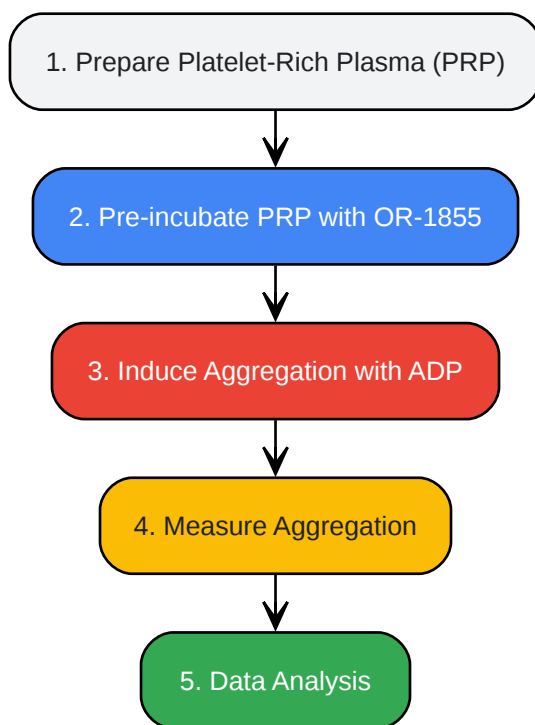 1. Prepare Platelet-Rich Plasma (PRP)
2. Pre-incubate PRP with OR-1855
3. Induce Aggregation with ADP
4. Measure Aggregation
5. Data Analysis